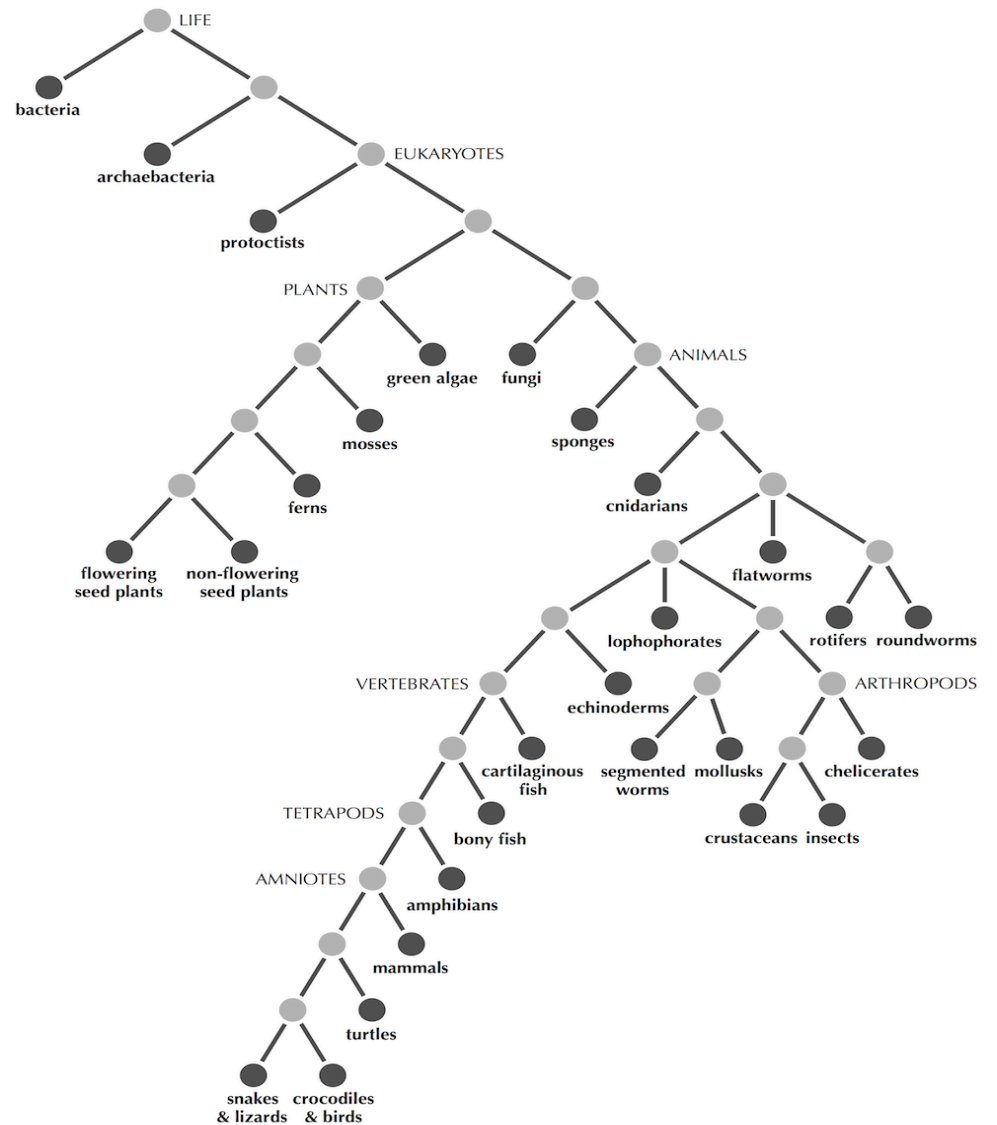 LIFE
bacteria
archaebacteria
EUKARYOTES
protoctists
PLANTS
green algae
fungi
ANIMALS
mosses
sponges
ferns
cnidarians
flowering
seed plants
non-flowering
seed plants
flatworms
lophophorates
rotifers
roundworms
VERTEBRATES
echinoderms
ARTHROPODS
cartilaginous
fish
segmented
worms
mollusks
chelicerates
TETRAPODS
bony fish
crustaceans
insects
AMNIOTES
amphibians
mammals
turtles
snakes
& lizards
crocodiles
& birds